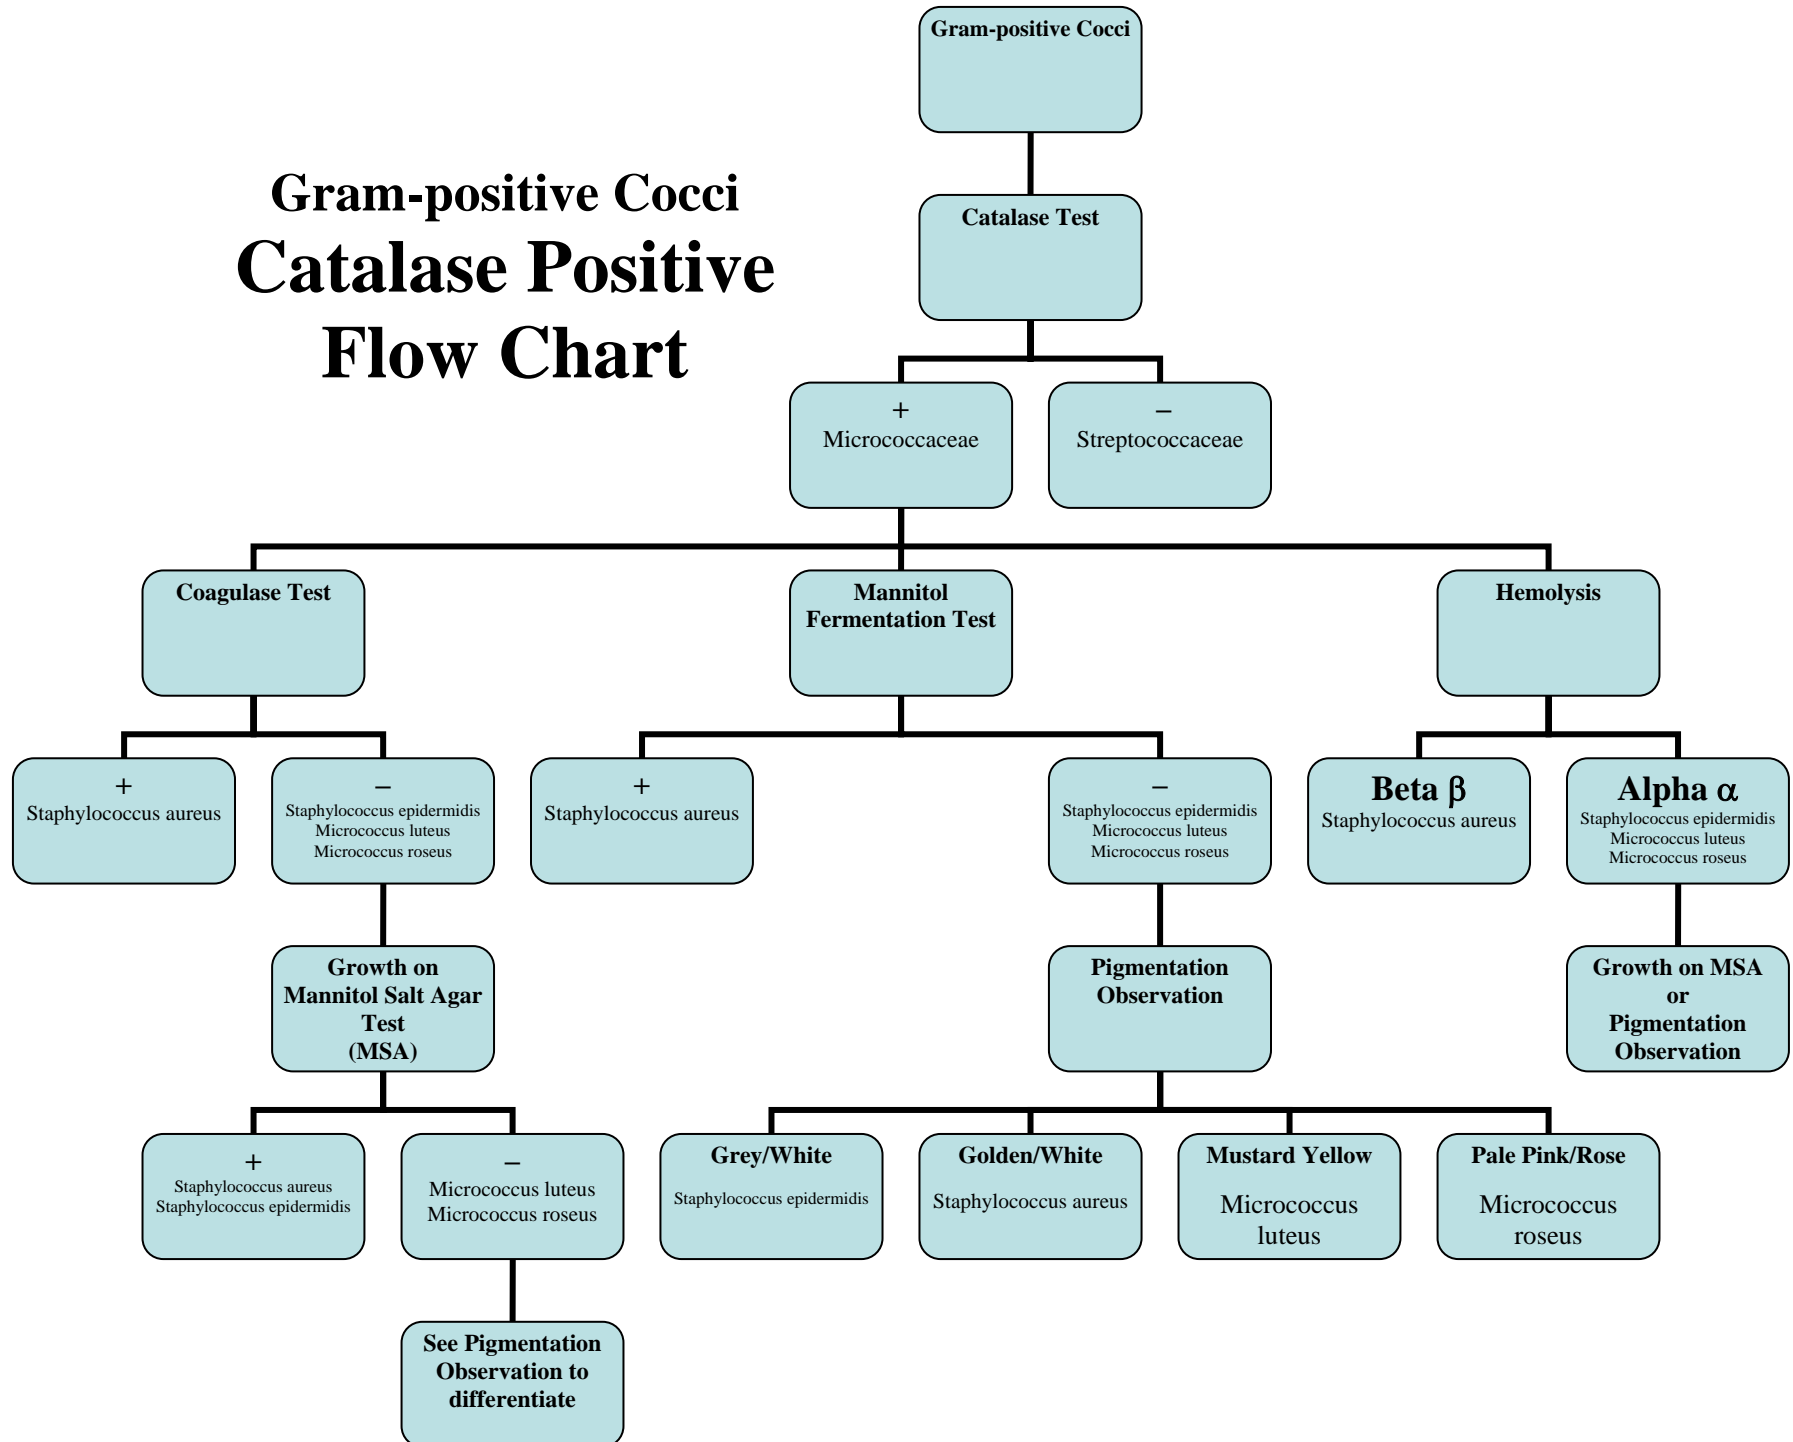 Gram-positive Cocci
Gram-positive Cocci
Catalase Positive
Flow Chart
Catalase Test
+
Micrococcaceae
–
Streptococcaceae
Coagulase Test
Mannitol
Fermentation Test
Hemolysis
+
Staphylococcus aureus
–
Staphylococcus epidermidis
Micrococcus luteus
Micrococcus roseus
+
Staphylococcus aureus
–
Staphylococcus epidermidis
Micrococcus luteus
Micrococcus roseus
Beta β
Staphylococcus aureus
Alpha α
Staphylococcus epidermidis
Micrococcus luteus
Micrococcus roseus
Growth on
Mannitol Salt Agar
Test
(MSA)
Pigmentation
Observation
Growth on MSA
or
Pigmentation
Observation
+
Staphylococcus aureus
Staphylococcus epidermidis
–
Micrococcus luteus
Micrococcus roseus
Grey/White
Staphylococcus epidermidis
Golden/White
Staphylococcus aureus
Mustard Yellow
Micrococcus
luteus
Pale Pink/Rose
Micrococcus
roseus
See Pigmentation
Observation to
differentiate